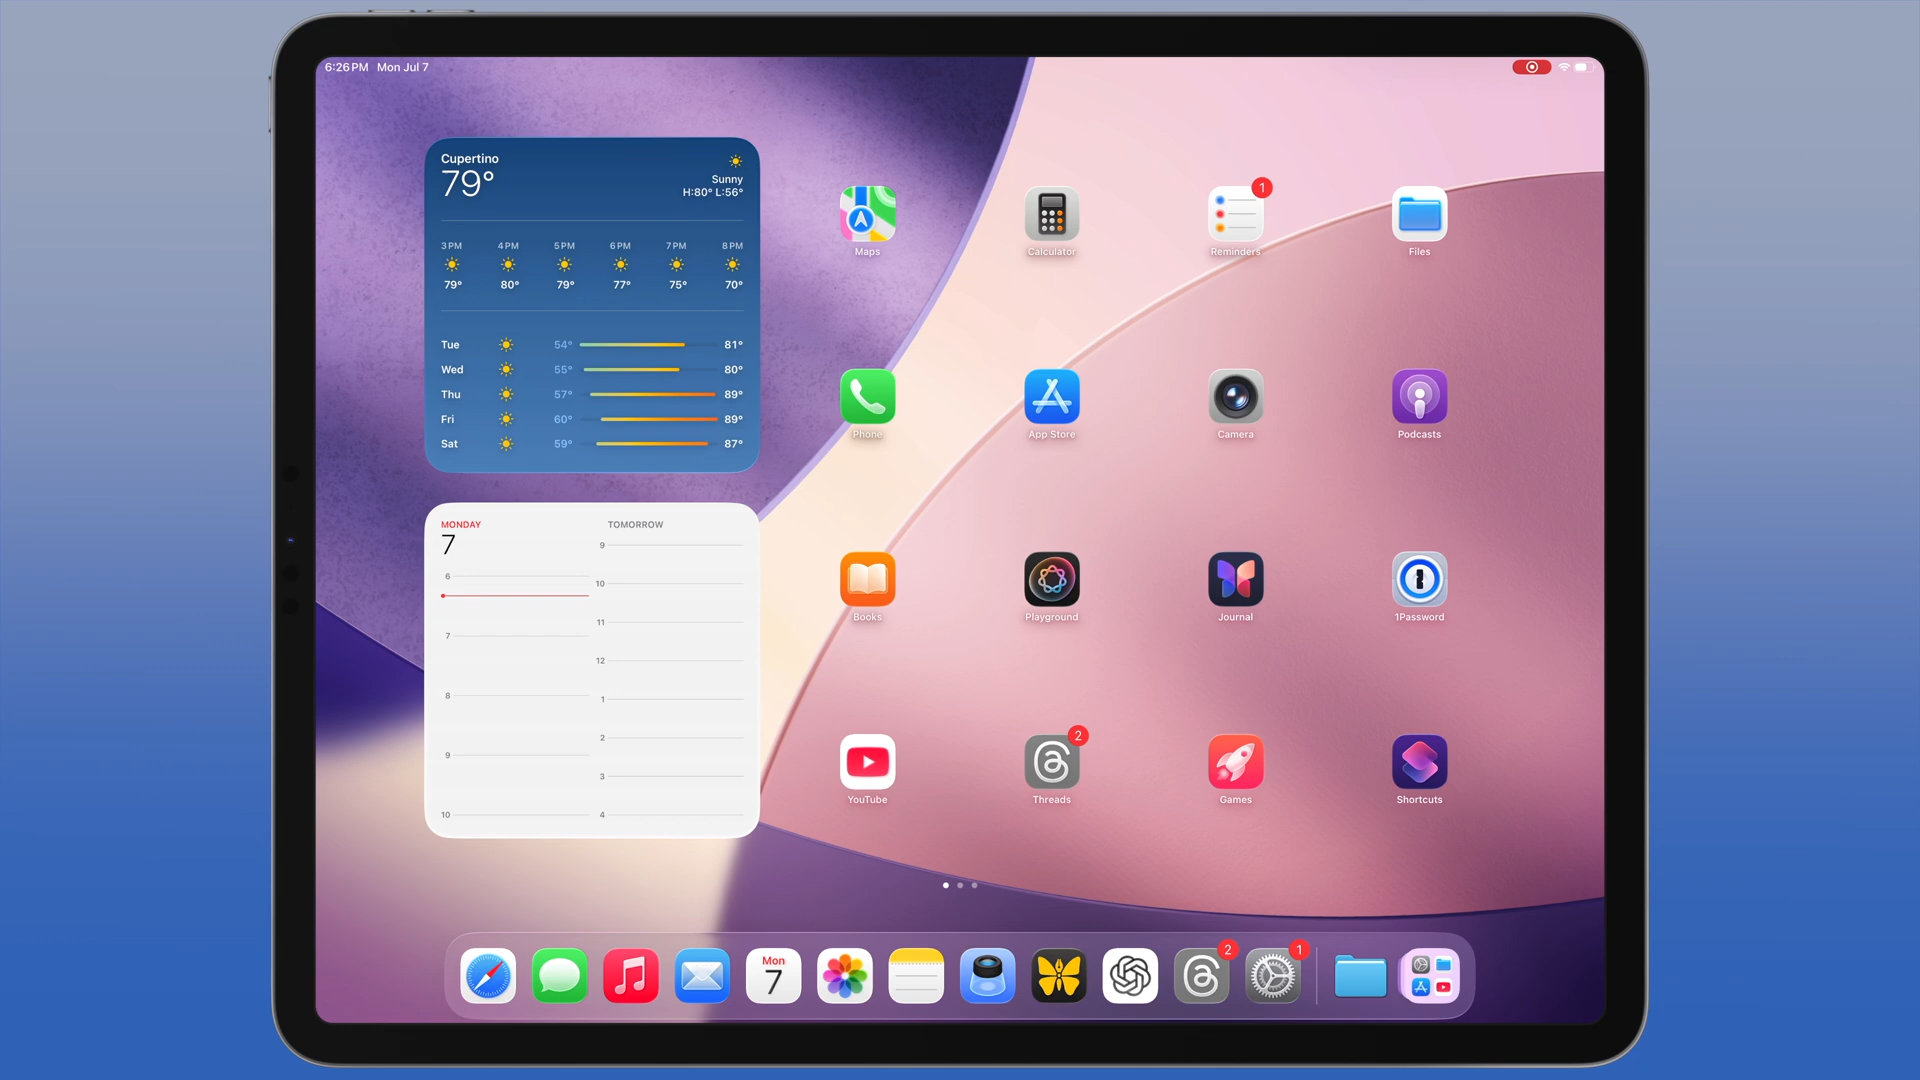 6:26 PM Mon Jul 7
Cupertino
79°
Sunny
H:80° L:56°
3 PM 4 PM 5 PM 6 PM 7 PM 8 PM
79° 80° 79° 77° 75° 70°
Tue 54° 81°
Wed 55° 80°
Thu 57° 89°
Fri 60° 89°
Sat 59° 87°
MONDAY
7
6
7
8
9
10
TOMORROW
9
10
11
12
1
2
3
4
1
Maps Calculator Reminders Files
Phone App Store Camera Podcasts
Books Playground Journal 1Password
2
YouTube Threads Games Shortcuts
Mon
7
2
1